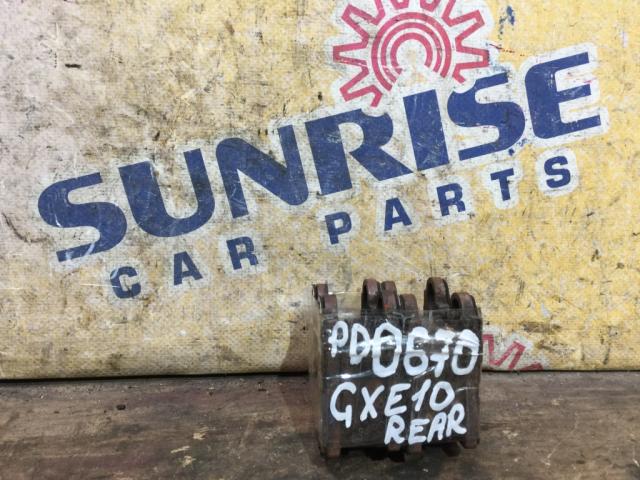 SUNRISE
CAR PARTS
PD0670
GXE10
REAR